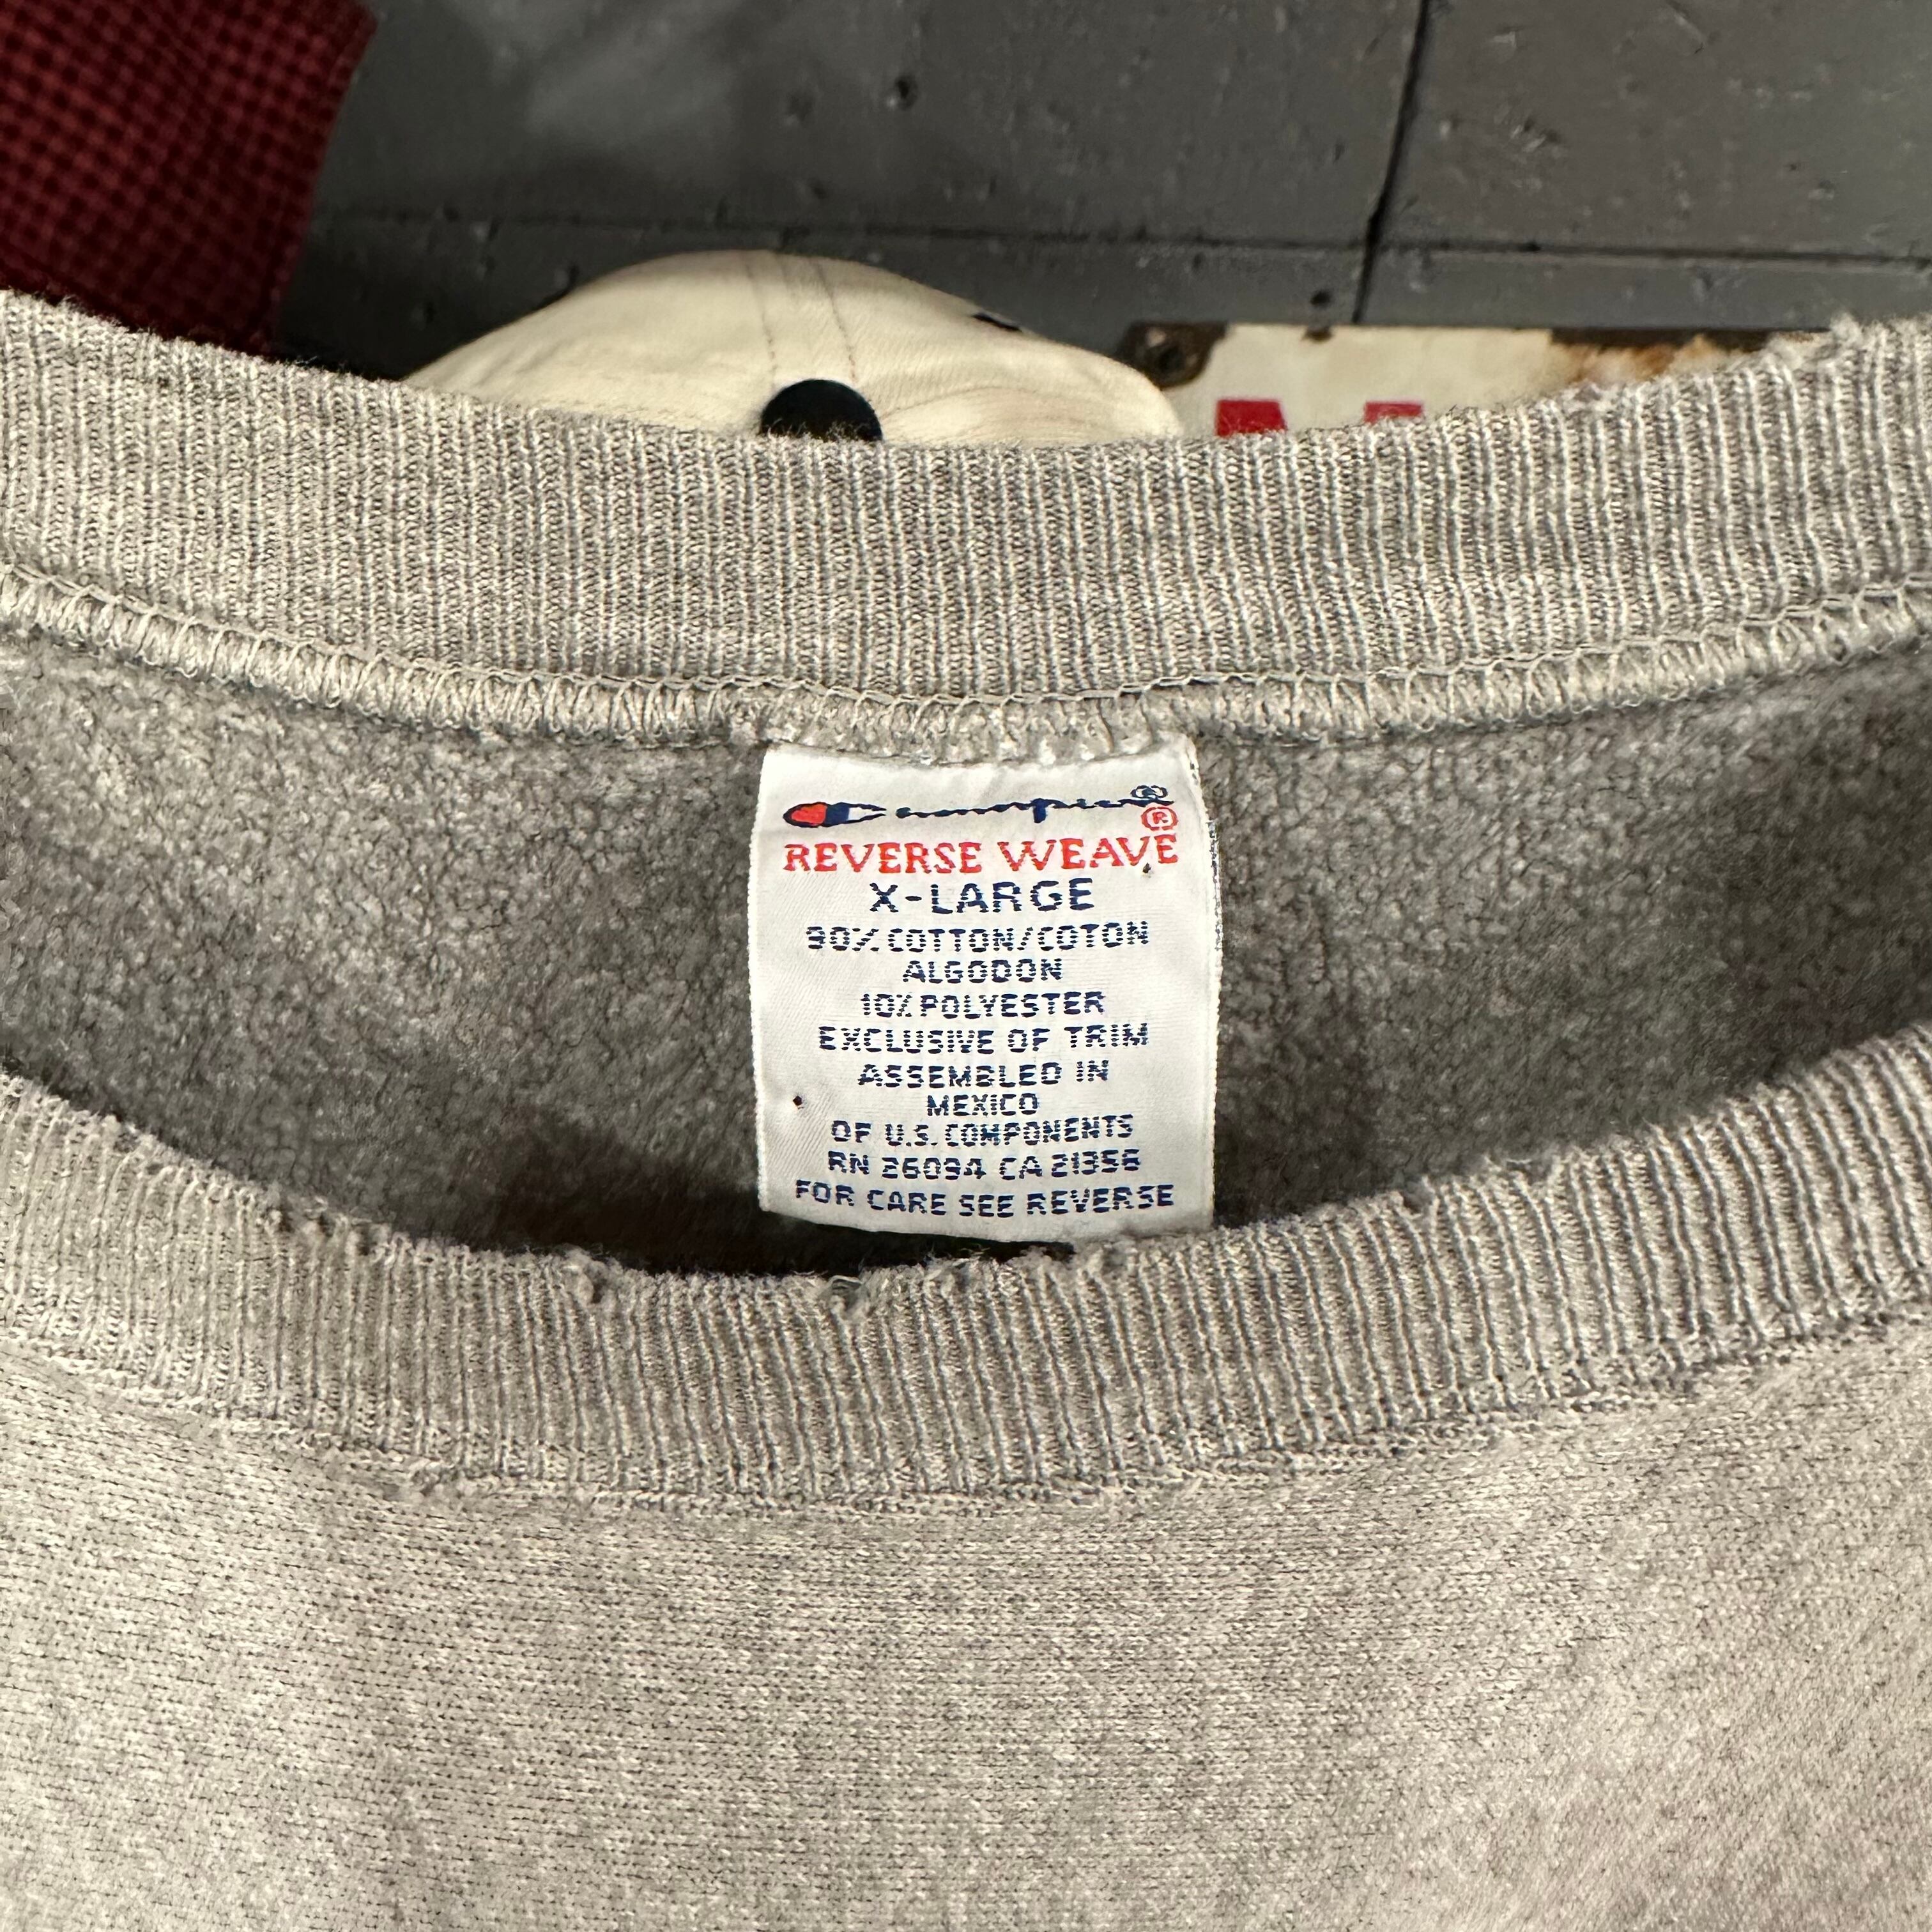 Champion®
®
REVERSE WEAVE
X-LARGE
90% COTTON/COTON
ALGODON
10% POLYESTER
EXCLUSIVE OF TRIM
ASSEMBLED IN
MEXICO
OF U.S. COMPONENTS
RN 26094 CA 21356
FOR CARE SEE REVERSE